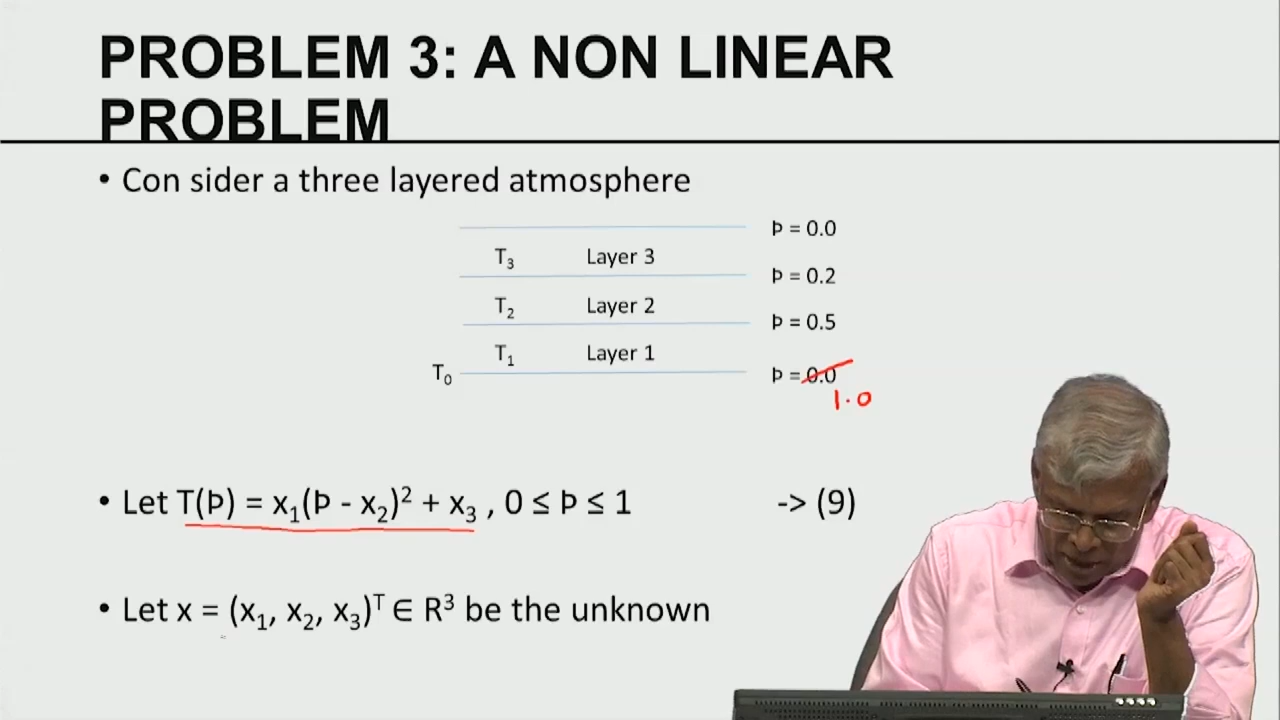 PROBLEM 3: A NON LINEAR
PROBLEM
• Con sider a three layered atmosphere
Þ = 0.0
T₃ Layer 3
Þ = 0.2
T₂ Layer 2
Þ = 0.5
T₁ Layer 1
T₀ Þ = 0.0
1.0
• Let T(Þ) = x₁(Þ - x₂)² + x₃ , 0 ≤ Þ ≤ 1 -> (9)
• Let x = (x₁, x₂, x₃)ᵀ ∈ R³ be the unknown